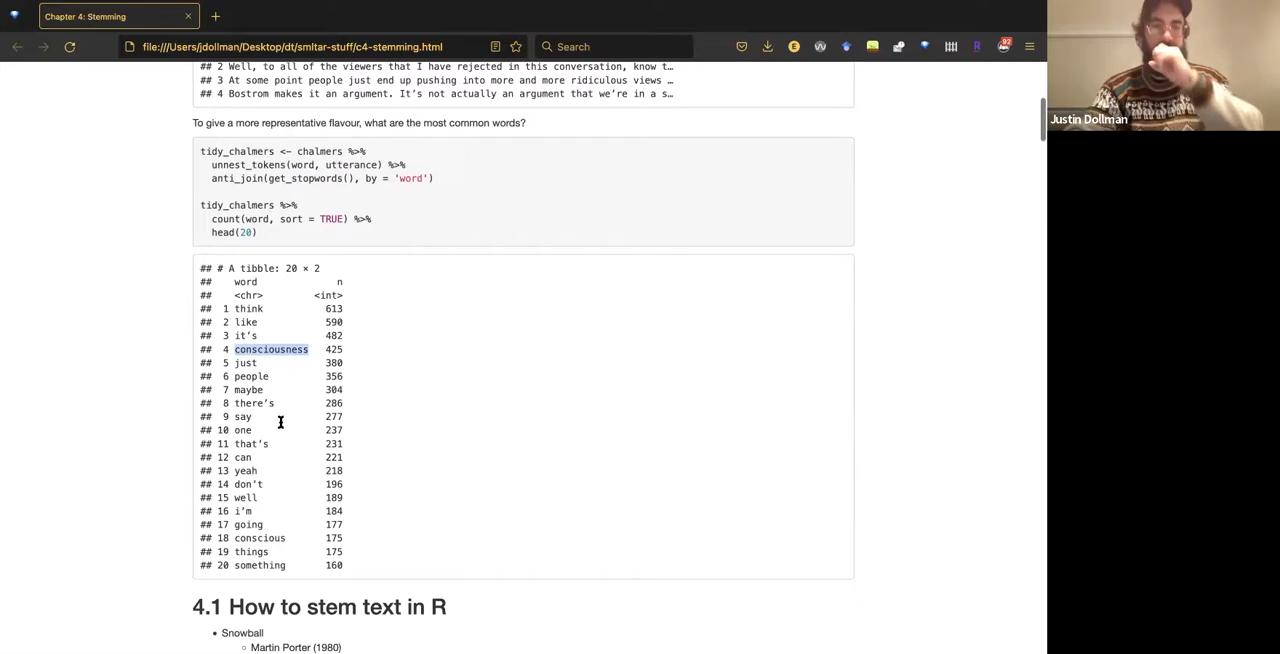 Chapter 4: Stemming
file:///Users/jdollman/Desktop/dt/smltar-stuff/c4-stemming.html
Search
92
Justin Dollman
## 2 Well, to all of the viewers that I have rejected in this conversation, know t…
## 3 At some point people just end up pushing into more and more ridiculous views …
## 4 Bostrom makes it an argument. It’s not actually an argument that we’re in a s…
To give a more representative flavour, what are the most common words?
tidy_chalmers <- chalmers %>%
unnest_tokens(word, utterance) %>%
anti_join(get_stopwords(), by = 'word')
tidy_chalmers %>%
count(word, sort = TRUE) %>%
head(20)
## # A tibble: 20 × 2
## word n
## <chr> <int>
## 1 think 613
## 2 like 590
## 3 it’s 482
## 4 consciousness 425
## 5 just 380
## 6 people 356
## 7 maybe 304
## 8 there’s 286
## 9 say 277
## 10 one 237
## 11 that’s 231
## 12 can 221
## 13 yeah 218
## 14 don’t 196
## 15 well 189
## 16 i’m 184
## 17 going 177
## 18 conscious 175
## 19 things 175
## 20 something 160
4.1 How to stem text in R
• Snowball
◦ Martin Porter (1980)